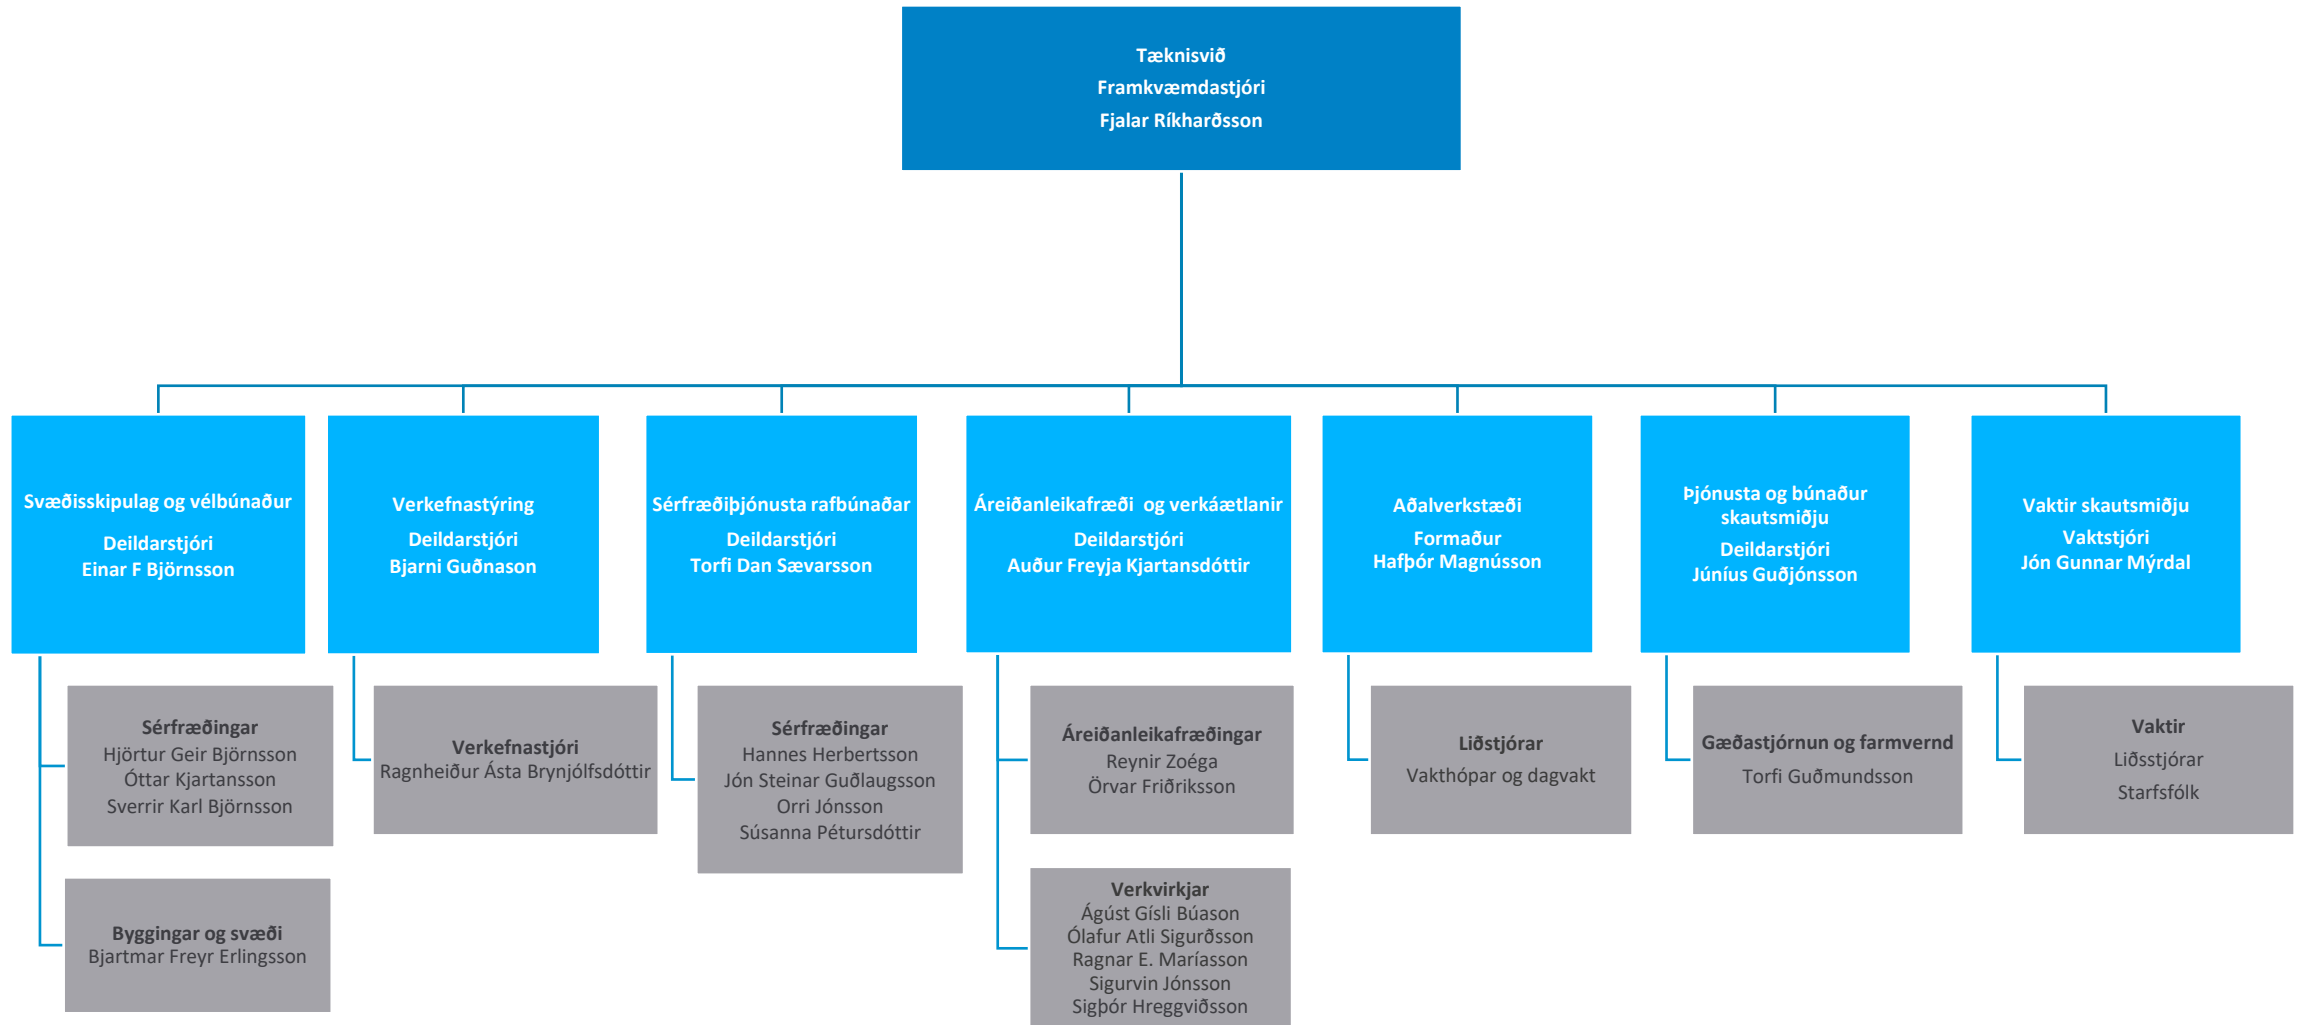 Tæknisvið
Framkvæmdastjóri
Fjalar Ríkharðsson
Svæðisskipulag og vélbúnaður
Deildarstjóri
Einar F Björnsson
Verkefnastýring
Deildarstjóri
Bjarni Guðnason
Sérfræðiþjónusta rafbúnaðar
Deildarstjóri
Torfi Dan Sævarsson
Áreiðanleikafræði og verkáætlanir
Deildarstjóri
Auður Freyja Kjartansdóttir
Aðalverkstæði
Formaður
Hafþór Magnússon
Þjónusta og búnaður
skautsmiðju
Deildarstjóri
Júníus Guðjónsson
Vaktir skautsmiðju
Vaktstjóri
Jón Gunnar Mýrdal
Sérfræðingar
Hjörtur Geir Björnsson
Óttar Kjartansson
Sverrir Karl Björnsson
Byggingar og svæði
Bjartmar Freyr Erlingsson
Verkefnastjóri
Ragnheiður Ásta Brynjólfsdóttir
Sérfræðingar
Hannes Herbertsson
Jón Steinar Guðlaugsson
Orri Jónsson
Súsanna Pétursdóttir
Áreiðanleikafræðingar
Reynir Zoéga
Örvar Friðriksson
Verkvirkjar
Ágúst Gísli Búason
Ólafur Atli Sigurðsson
Ragnar E. Maríasson
Sigurvin Jónsson
Sigþór Hreggviðsson
Liðstjórar
Vakthópar og dagvakt
Gæðastjórnun og farmvernd
Torfi Guðmundsson
Vaktir
Liðsstjórar
Starfsfólk